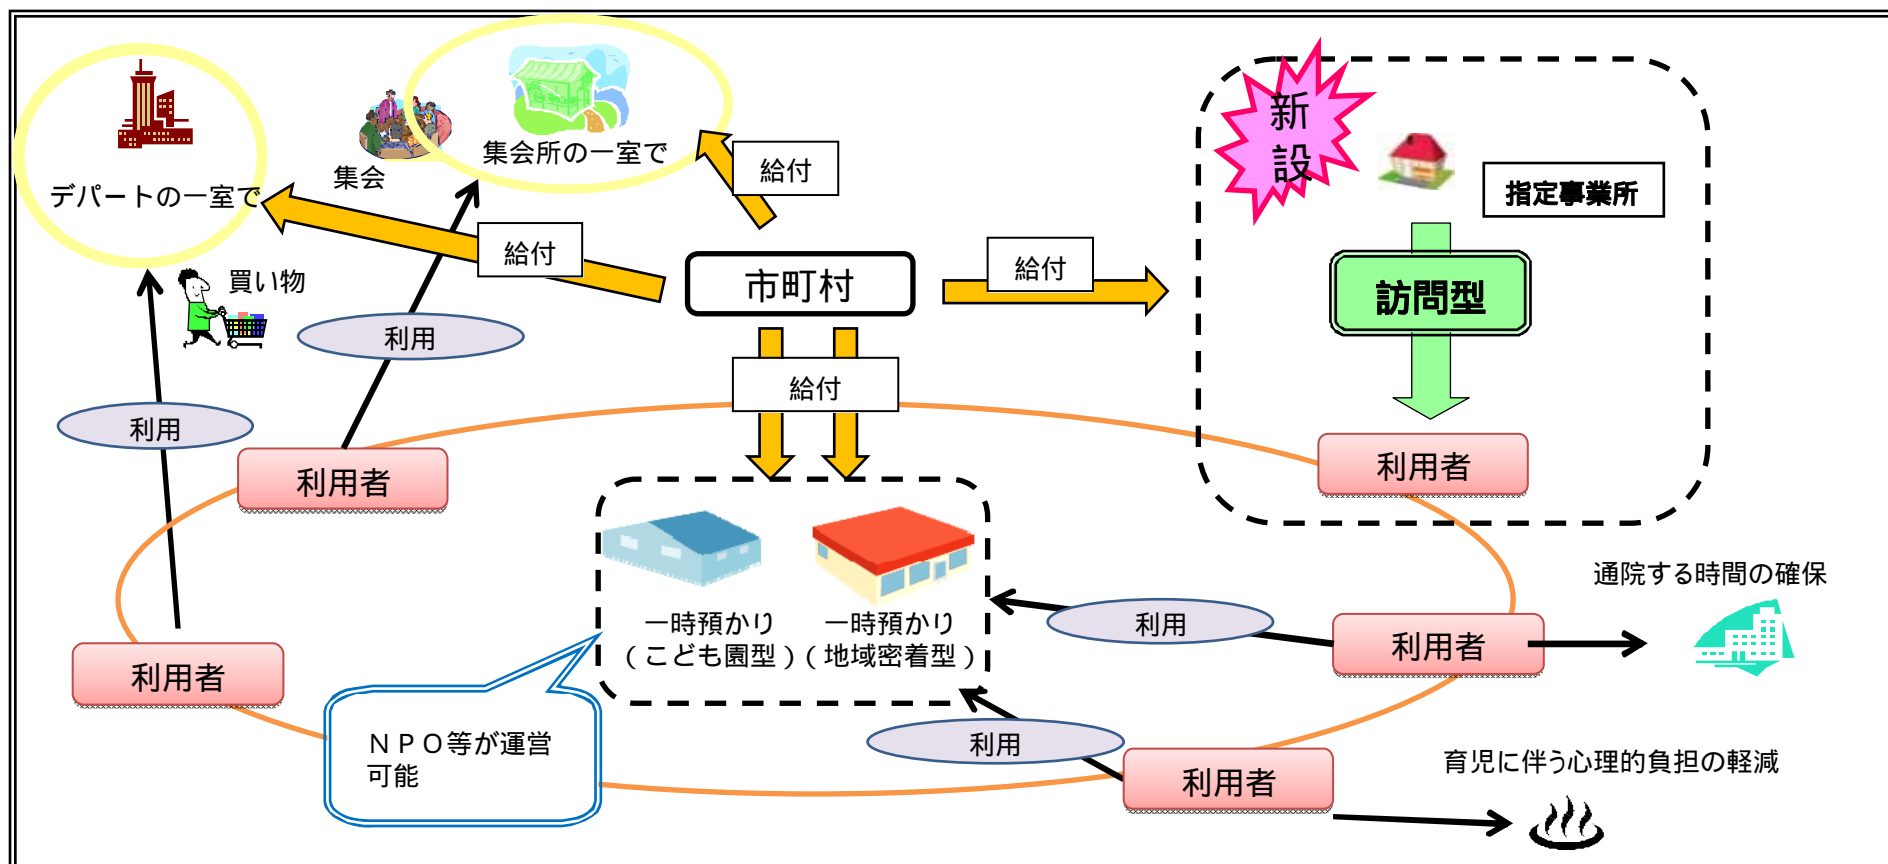 新
設
指定事業所
集会所の一室で
給付
集会
デパートの一室で
給付
給付
市町村
訪問型
買い物
利用
給付
利用
利用者
利用者
通院する時間の確保
一時預かり
（こども園型）
一時預かり
（地域密着型）
利用
利用者
利用者
ＮＰＯ等が運営
可能
利用
利用者
育児に伴う心理的負担の軽減